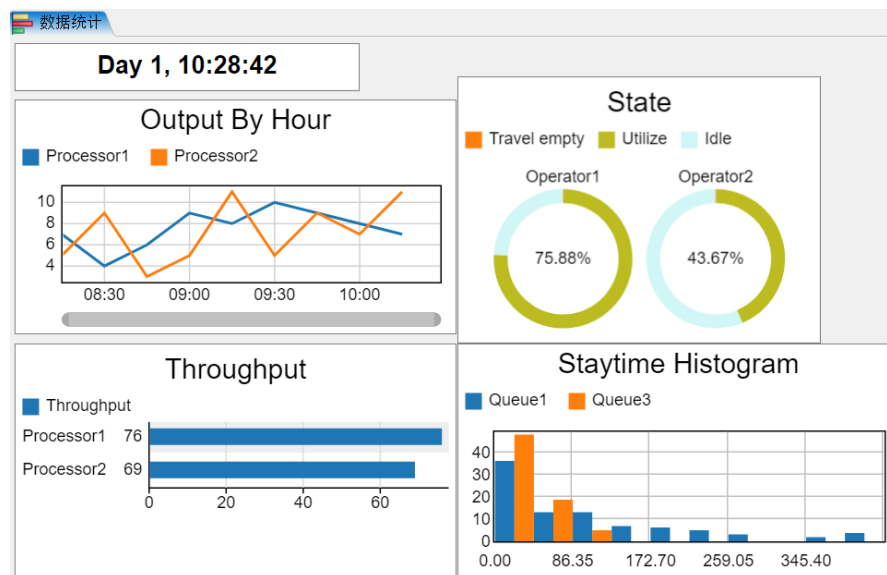 数据统计
Day 1, 10:28:42
Output By Hour
Processor1 Processor2
10
8
6
4
08:30 09:00 09:30 10:00
State
Travel empty Utilize Idle
Operator1 Operator2
75.88% 43.67%
Throughput
Throughput
Processor1 76
Processor2 69
0 20 40 60
Staytime Histogram
Queue1 Queue3
40
30
20
10
0
0.00 86.35 172.70 259.05 345.40